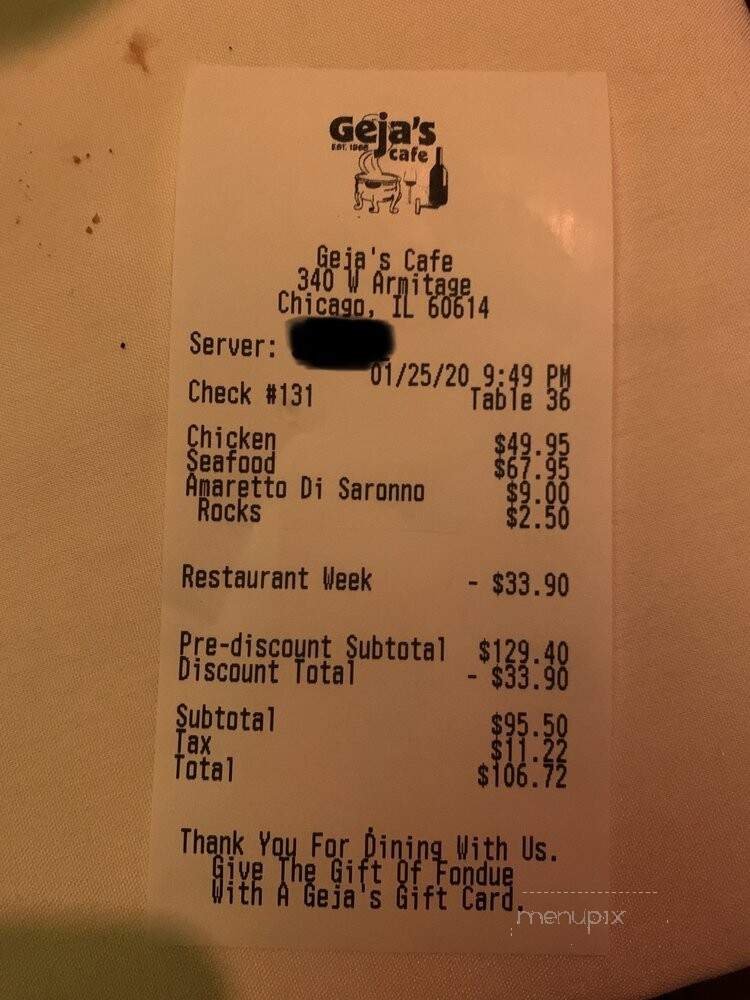 Geja's
EST. 1965
cafe
Geja's Cafe
340 W Armitage
Chicago, IL 60614
Server:
01/25/20 9:49 PM
Check #131 Table 36
Chicken $49.95
Seafood $67.95
Amaretto Di Saronno $9.00
Rocks $2.50
Restaurant Week - $33.90
Pre-discount Subtotal $129.40
Discount Total - $33.90
Subtotal $95.50
Tax $11.22
Total $106.72
Thank You For Dining With Us.
Give The Gift Of Fondue
With A Geja's Gift Card.
menupix